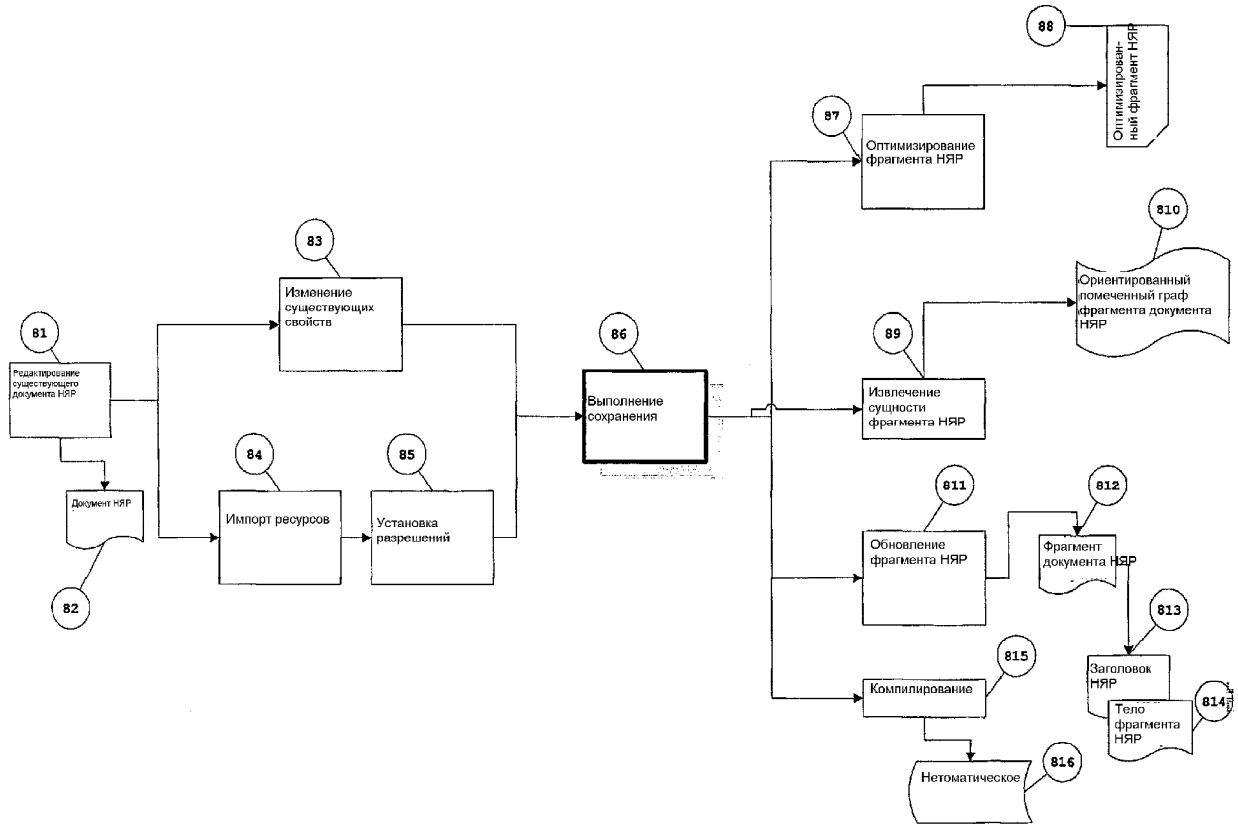 88
Оптимизирован-
ный фрагмент НЯР
87
Оптимизирование
фрагмента НЯР
810
Ориентированный
помеченный граф
фрагмента документа
НЯР
83
Изменение
существующих
свойств
81
Редактирование
существующего
документа НЯР
86
Выполнение
сохранения
89
Извлечение
сущности
фрагмента НЯР
84
Импорт ресурсов
85
Установка
разрешений
Документ НЯР
82
811
Обновление
фрагмента НЯР
812
Фрагмент
документа НЯР
813
Заголовок
НЯР
814
Тело
фрагмента
НЯР
815
Компилирование
Нетоматическое
816